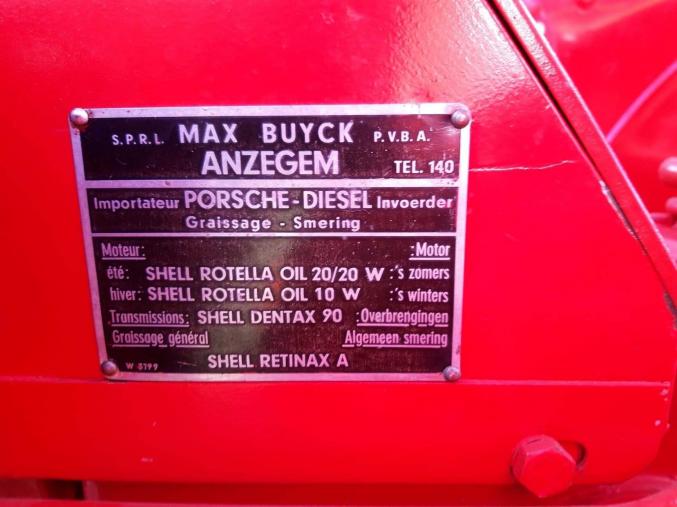 S.P.R.L. MAX BUYCK P.V.B.A.
ANZEGEM TEL. 140
Importateur PORSCHE-DIESEL Invoerder
Graissage - Smering
Moteur: :Motor
été: SHELL ROTELLA OIL 20/20 W :'s zomers
hiver: SHELL ROTELLA OIL 10 W :'s winters
Transmissions: SHELL DENTAX 90 :Overbrengingen
Graissage général Algemeen smering
W 5199 SHELL RETINAX A